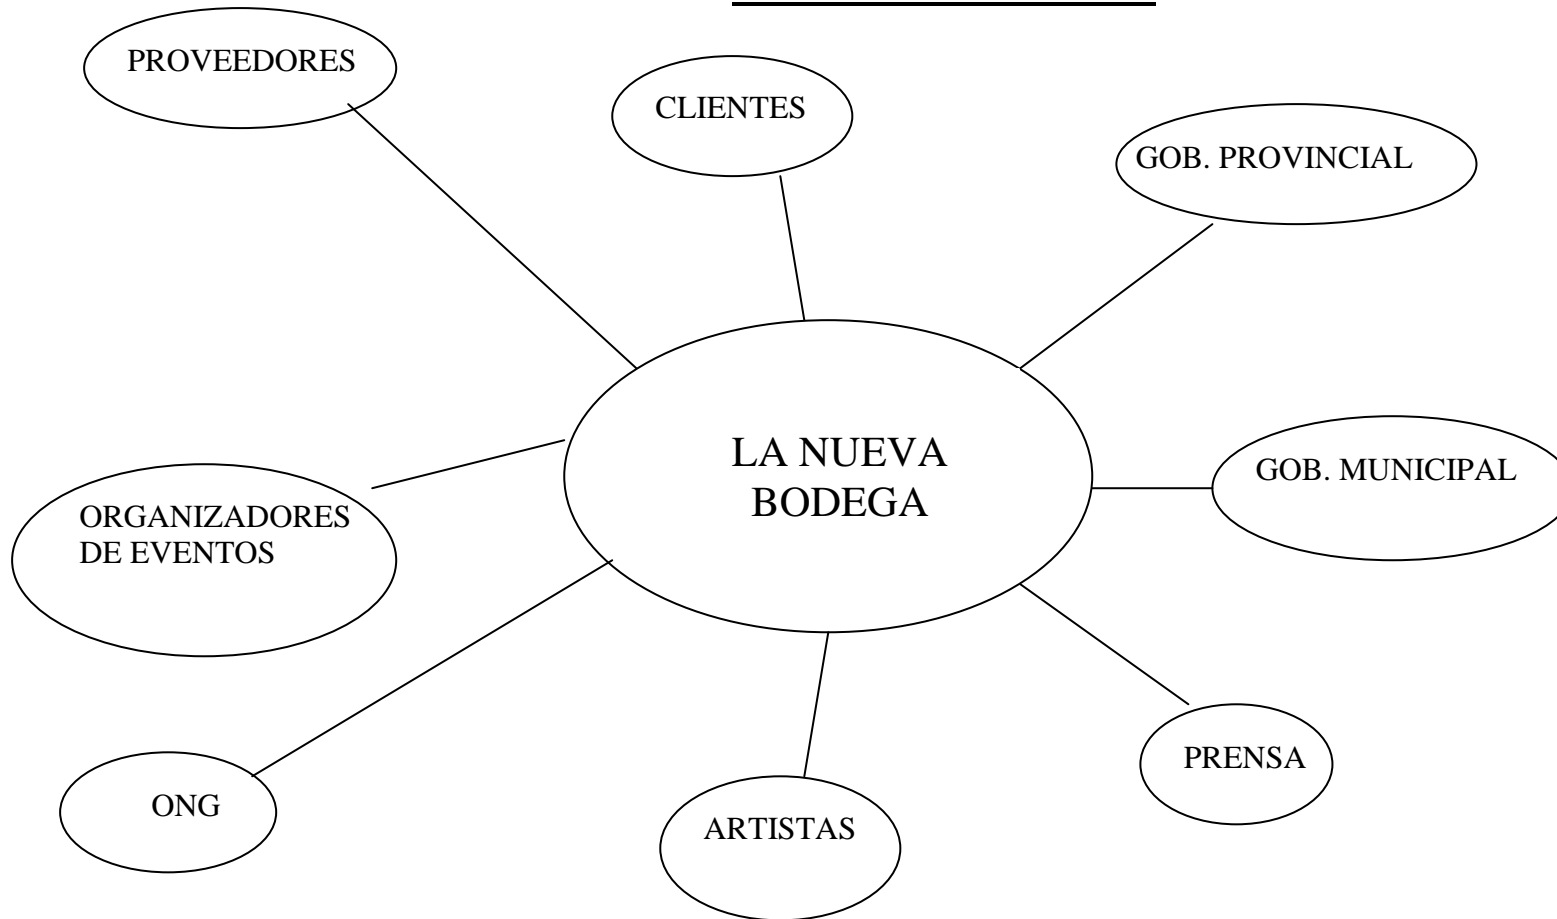 PROVEEDORES
CLIENTES
GOB. PROVINCIAL
LA NUEVA
BODEGA
GOB. MUNICIPAL
ORGANIZADORES
DE EVENTOS
PRENSA
ONG
ARTISTAS